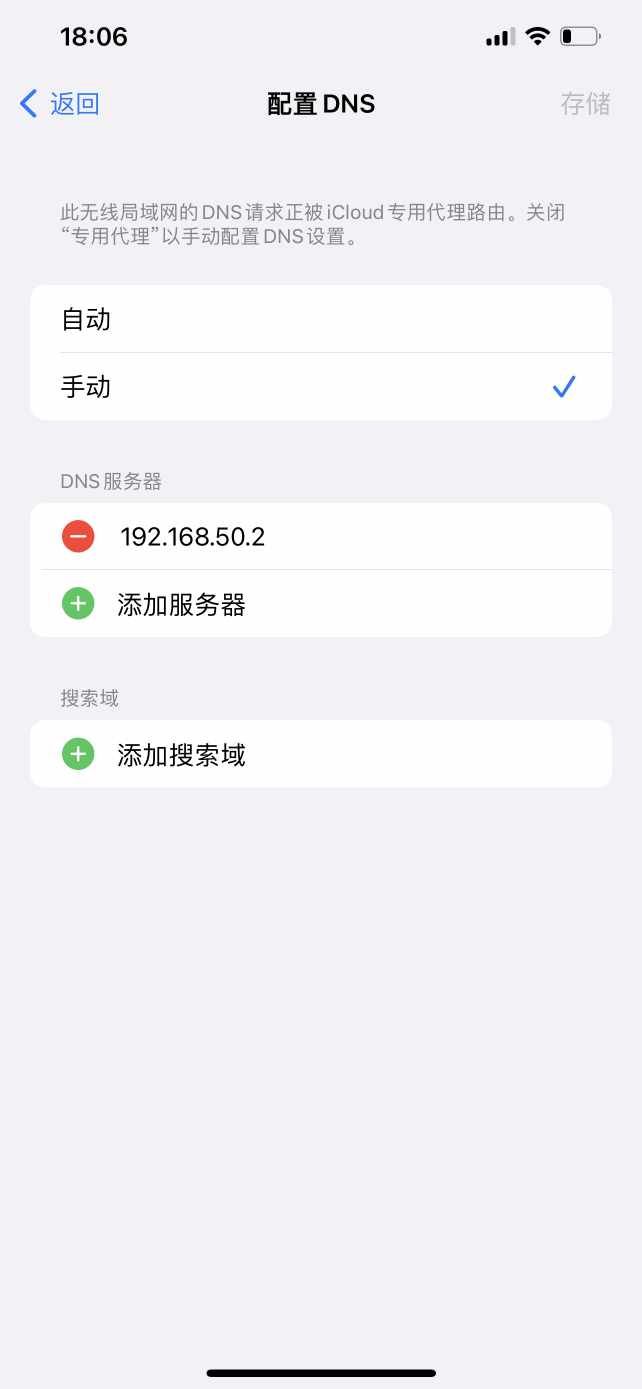 18:06
返回
配置 DNS
存储
此无线局域网的 DNS 请求正被 iCloud 专用代理路由。关闭
“专用代理”以手动配置 DNS 设置。
自动
手动
DNS 服务器
192.168.50.2
添加服务器
搜索域
添加搜索域